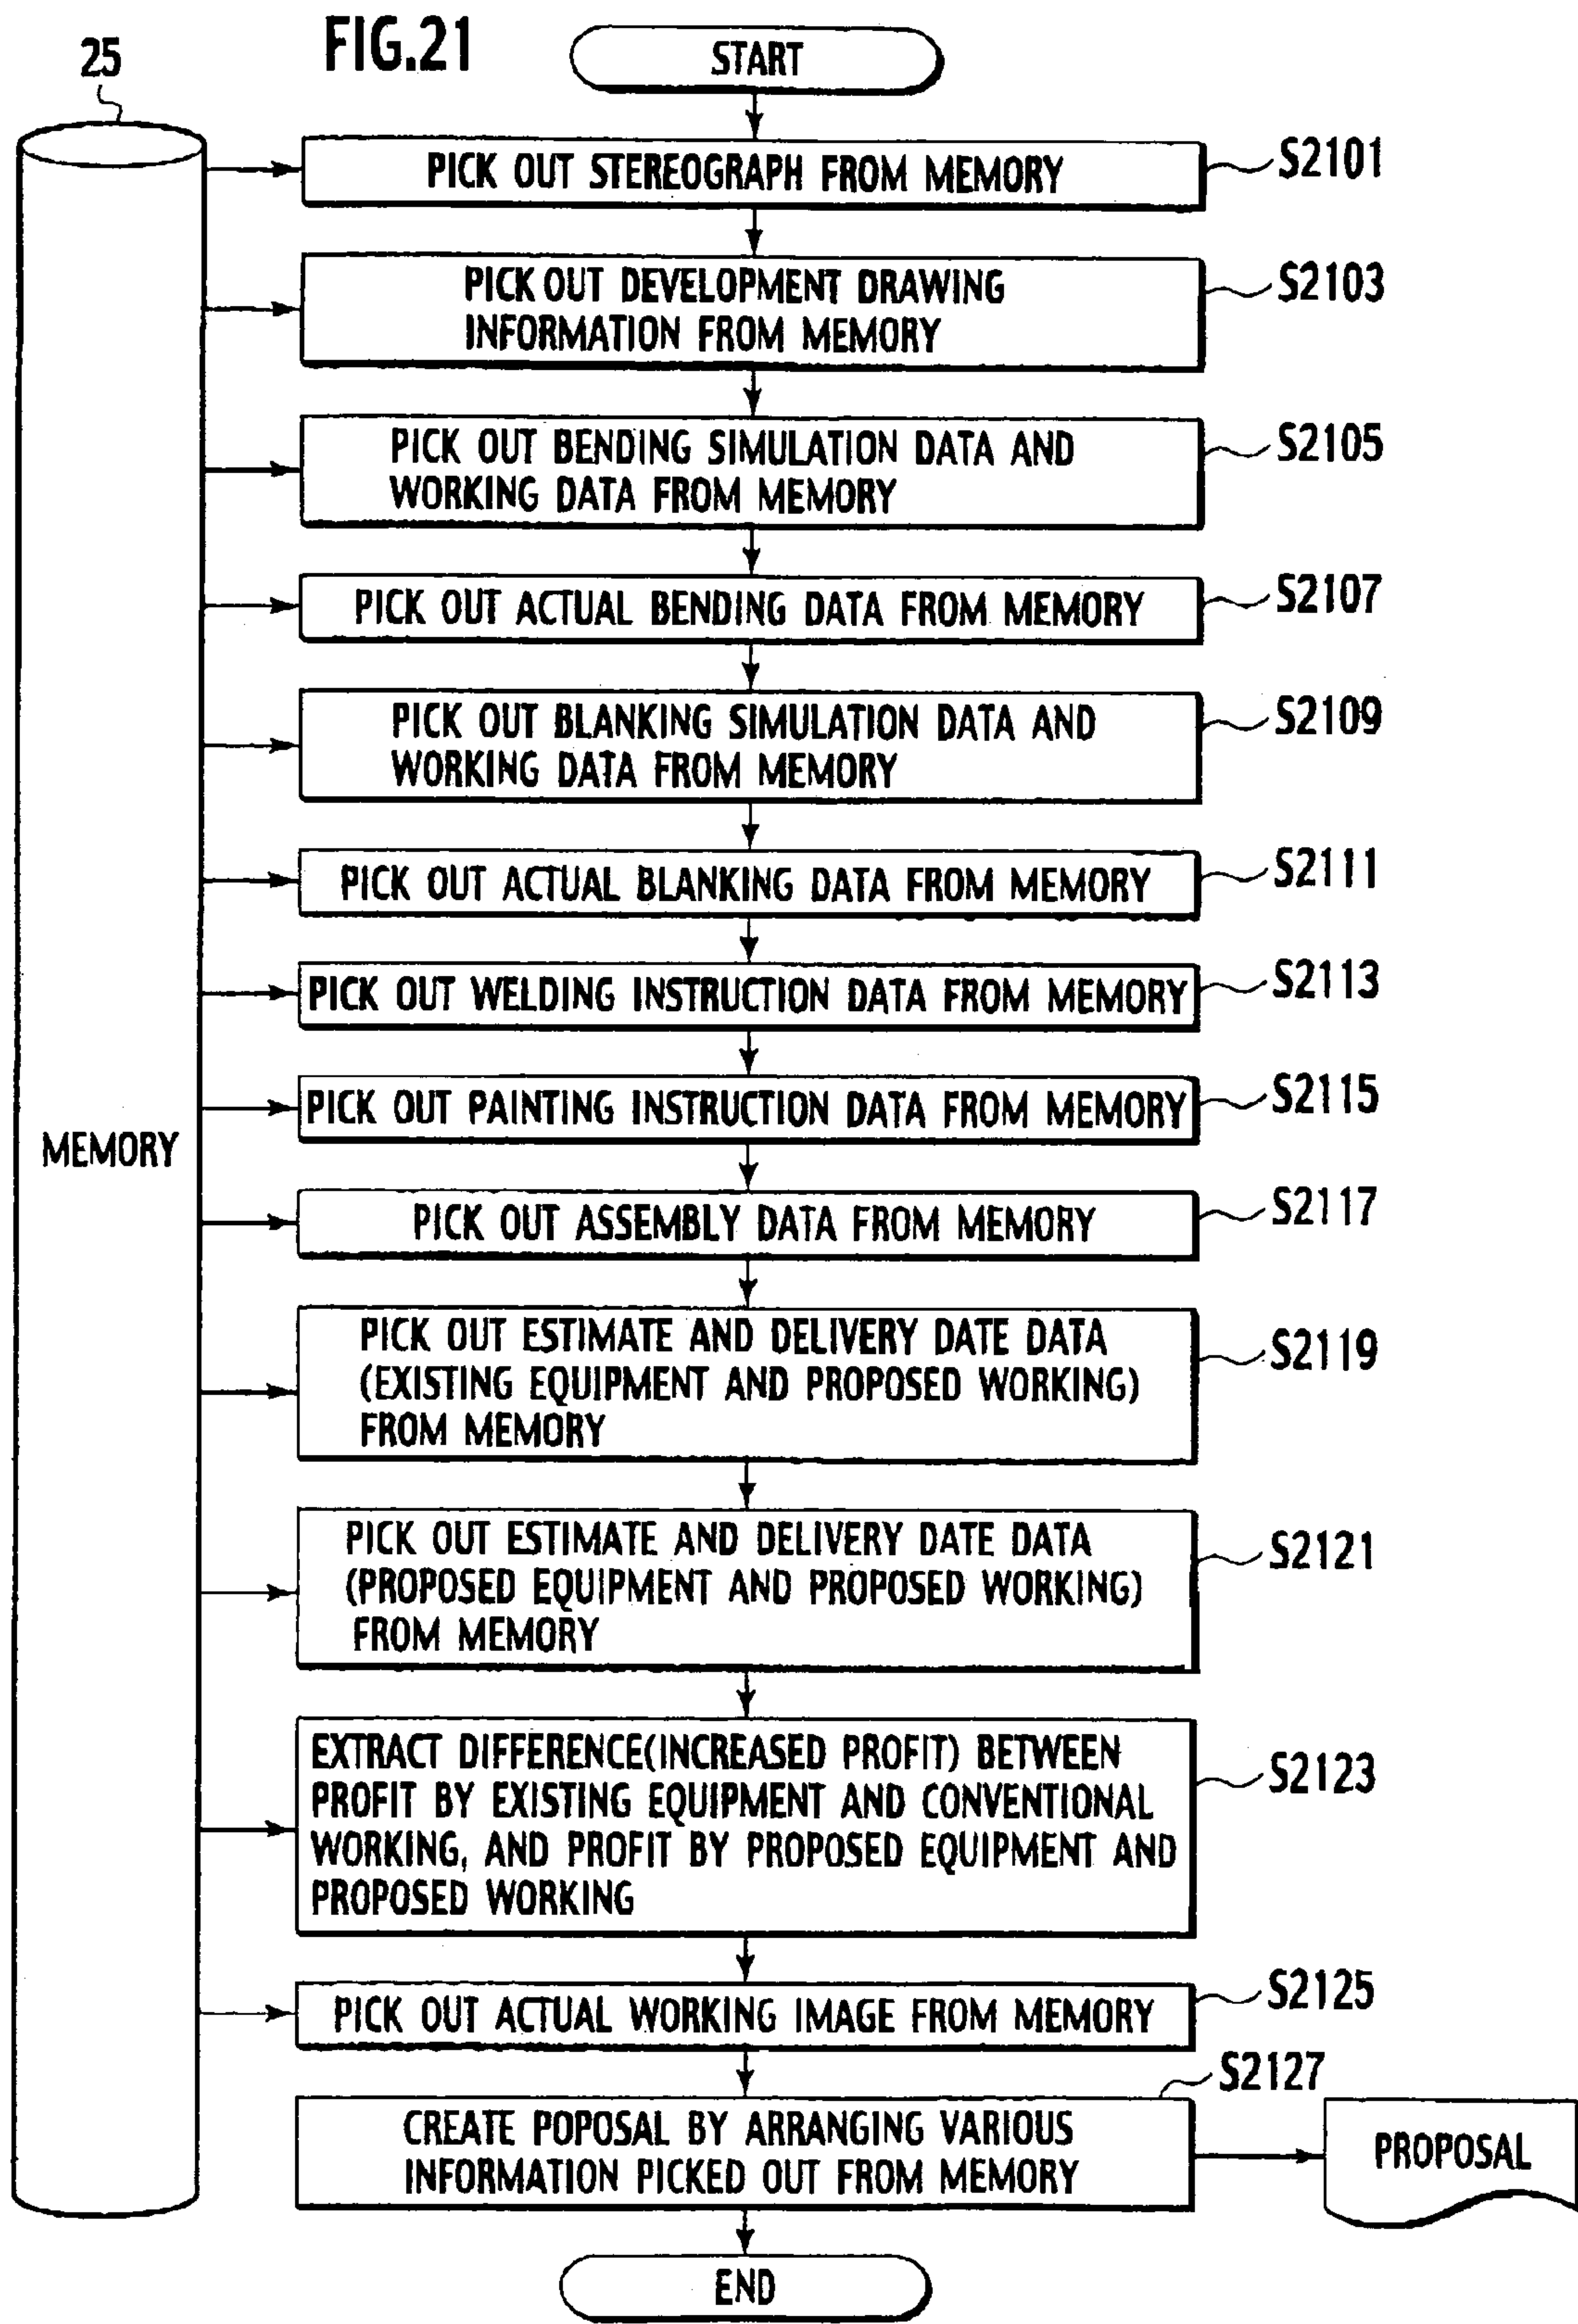 FIG.21
25
START
PICK OUT STEREOGRAPH FROM MEMORY
S2101
PICK OUT DEVELOPMENT DRAWING
INFORMATION FROM MEMORY
S2103
PICK OUT BENDING SIMULATION DATA AND
WORKING DATA FROM MEMORY
S2105
PICK OUT ACTUAL BENDING DATA FROM MEMORY
S2107
PICK OUT BLANKING SIMULATION DATA AND
WORKING DATA FROM MEMORY
S2109
PICK OUT ACTUAL BLANKING DATA FROM MEMORY
S2111
PICK OUT WELDING INSTRUCTION DATA FROM MEMORY
S2113
PICK OUT PAINTING INSTRUCTION DATA FROM MEMORY
S2115
MEMORY
PICK OUT ASSEMBLY DATA FROM MEMORY
S2117
PICK OUT ESTIMATE AND DELIVERY DATE DATA
(EXISTING EQUIPMENT AND PROPOSED WORKING)
FROM MEMORY
S2119
PICK OUT ESTIMATE AND DELIVERY DATE DATA
(PROPOSED EQUIPMENT AND PROPOSED WORKING)
FROM MEMORY
S2121
EXTRACT DIFFERENCE(INCREASED PROFIT) BETWEEN
PROFIT BY EXISTING EQUIPMENT AND CONVENTIONAL
WORKING, AND PROFIT BY PROPOSED EQUIPMENT AND
PROPOSED WORKING
S2123
PICK OUT ACTUAL WORKING IMAGE FROM MEMORY
S2125
CREATE POPOSAL BY ARRANGING VARIOUS
INFORMATION PICKED OUT FROM MEMORY
S2127
PROPOSAL
END